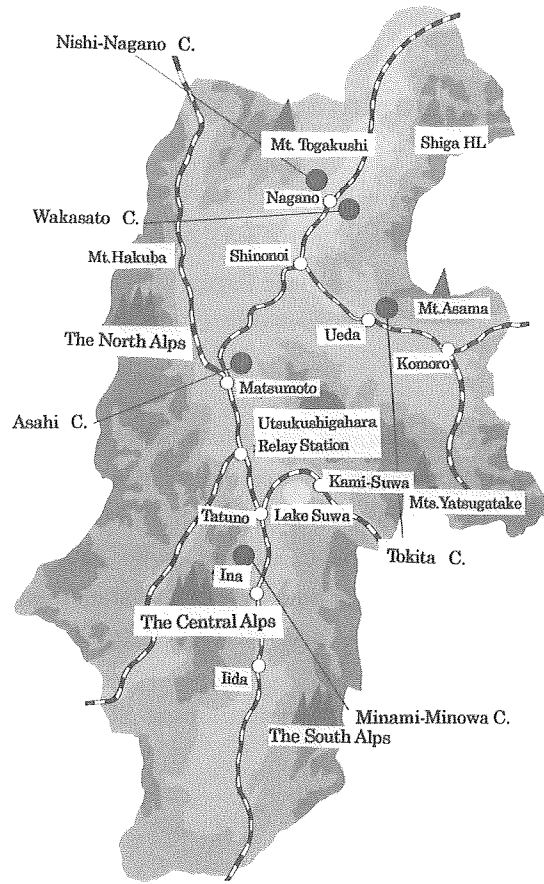 Nishi-Nagano C.
Mt. Togakushi
Shiga HL
Nagano
Wakasato C.
Mt.Hakuba
Shinonoi
Mt.Asama
Ueda
The North Alps
Komoro
Matsumoto
Asahi C.
Utsukushigahara
Relay Station
Kami-Suwa
Mts.Yatsugatake
Tatuno
Lake Suwa
Tokita C.
Ina
The Central Alps
Iida
Minami-Minowa C.
The South Alps